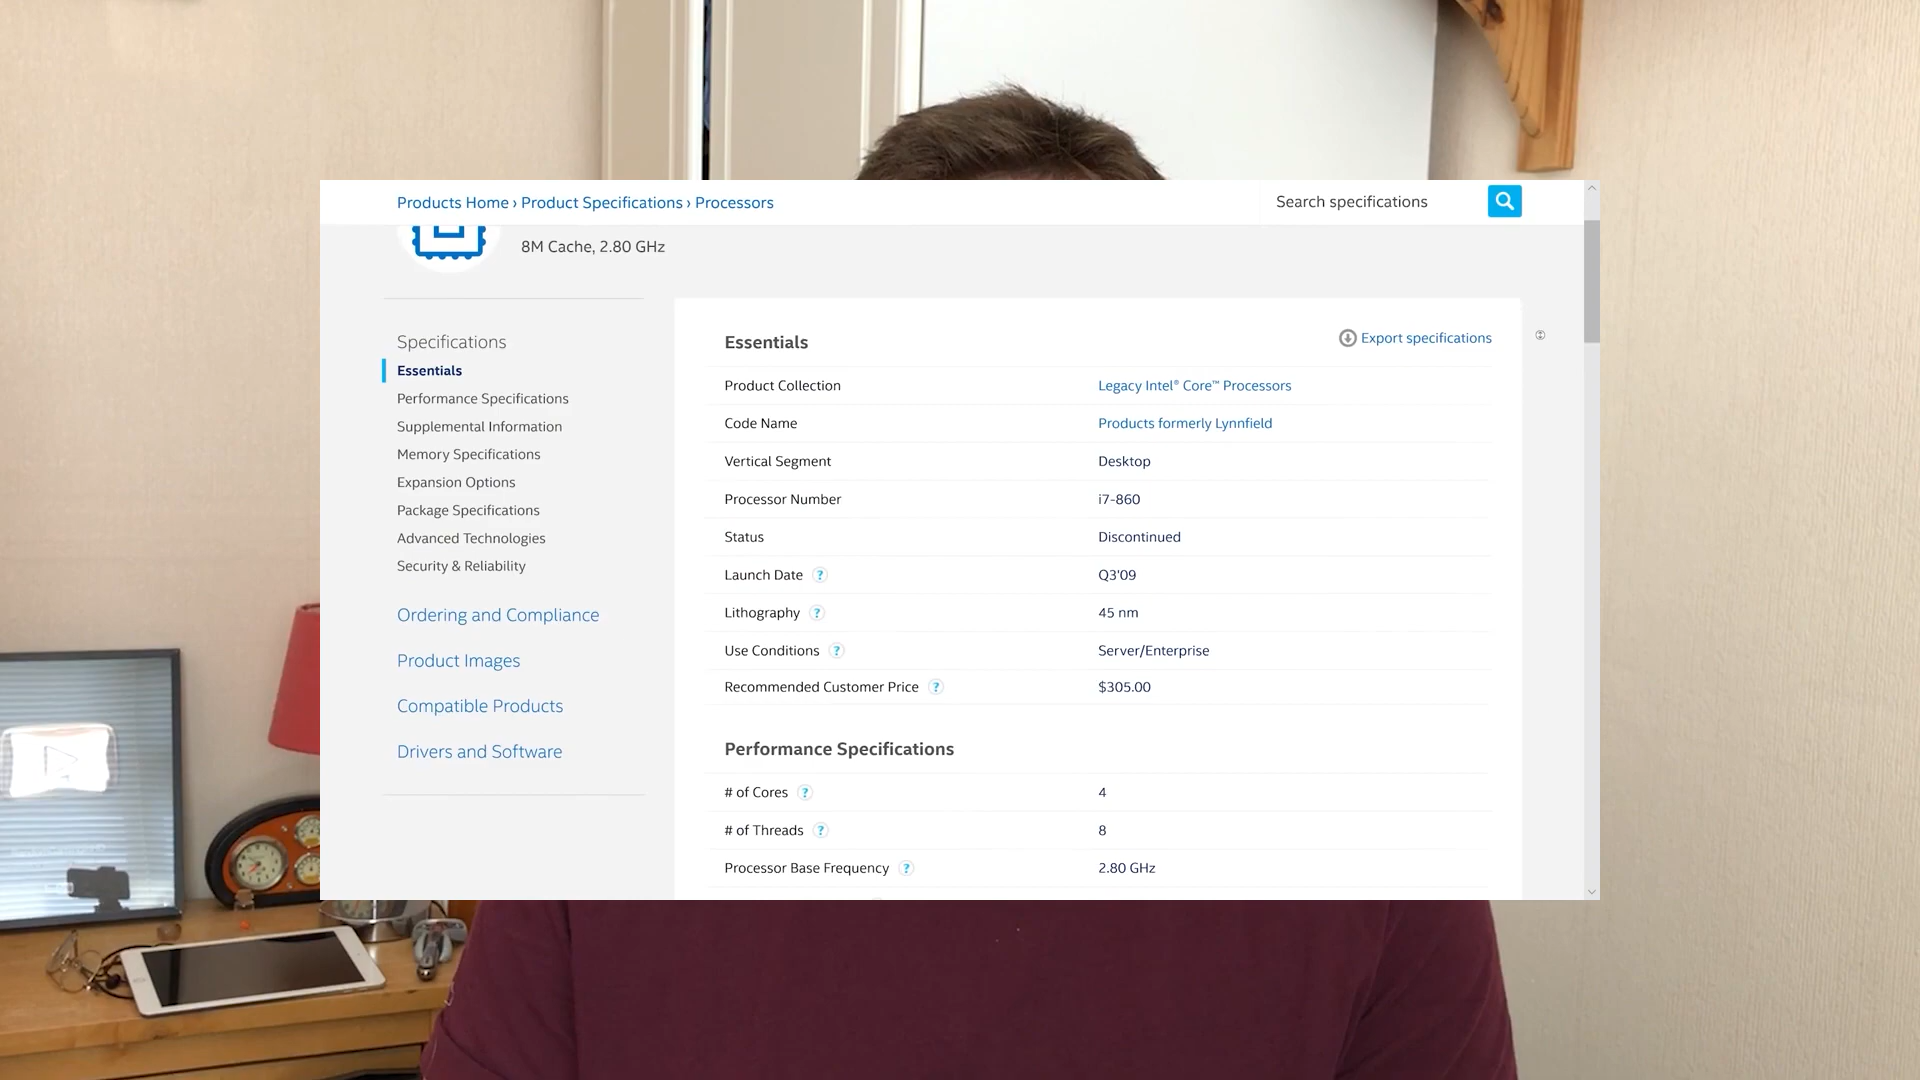 Products Home › Product Specifications › Processors
Search specifications
8M Cache, 2.80 GHz
Specifications
Essentials
Performance Specifications
Supplemental Information
Memory Specifications
Expansion Options
Package Specifications
Advanced Technologies
Security & Reliability
Ordering and Compliance
Product Images
Compatible Products
Drivers and Software
Essentials
Export specifications
Product Collection Legacy Intel® Core™ Processors
Code Name Products formerly Lynnfield
Vertical Segment Desktop
Processor Number i7-860
Status Discontinued
Launch Date ? Q3'09
Lithography ? 45 nm
Use Conditions ? Server/Enterprise
Recommended Customer Price ? $305.00
Performance Specifications
# of Cores ? 4
# of Threads ? 8
Processor Base Frequency ? 2.80 GHz